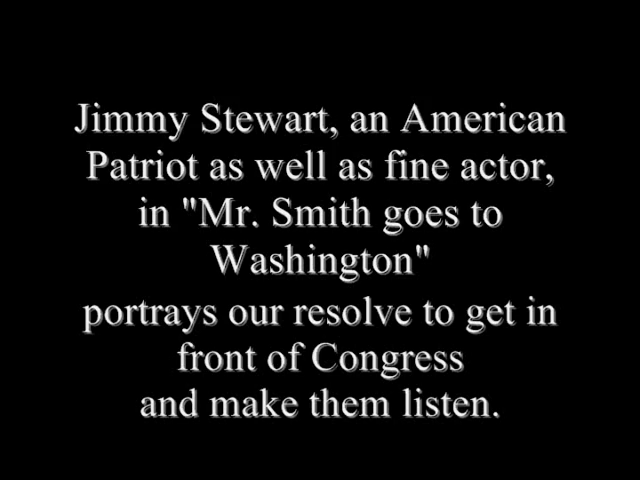 Jimmy Stewart, an American
Patriot as well as fine actor,
in "Mr. Smith goes to
Washington"
portrays our resolve to get in
front of Congress
and make them listen.